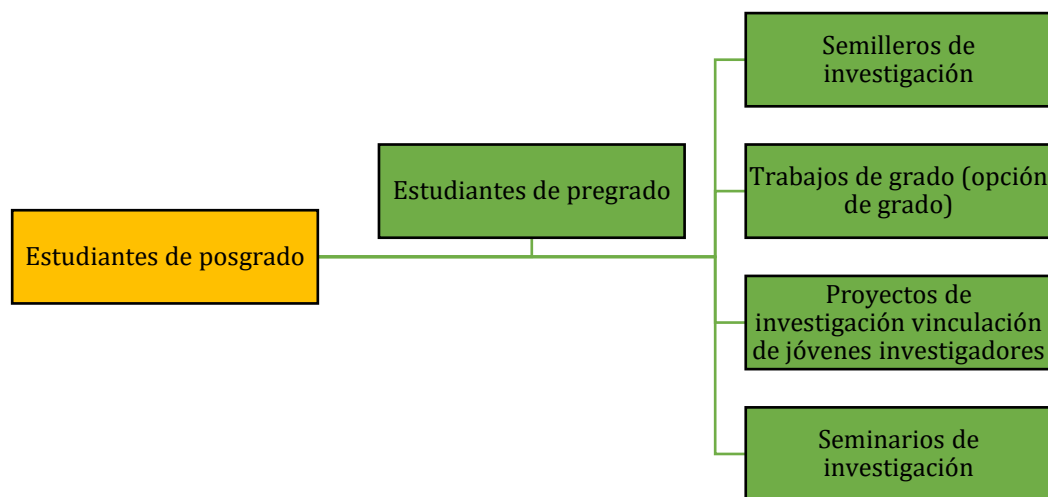 Semilleros de
investigación
Estudiantes de pregrado
Trabajos de grado (opción
de grado)
Estudiantes de posgrado
Proyectos de
investigación vinculación
de jóvenes investigadores
Seminarios de
investigación